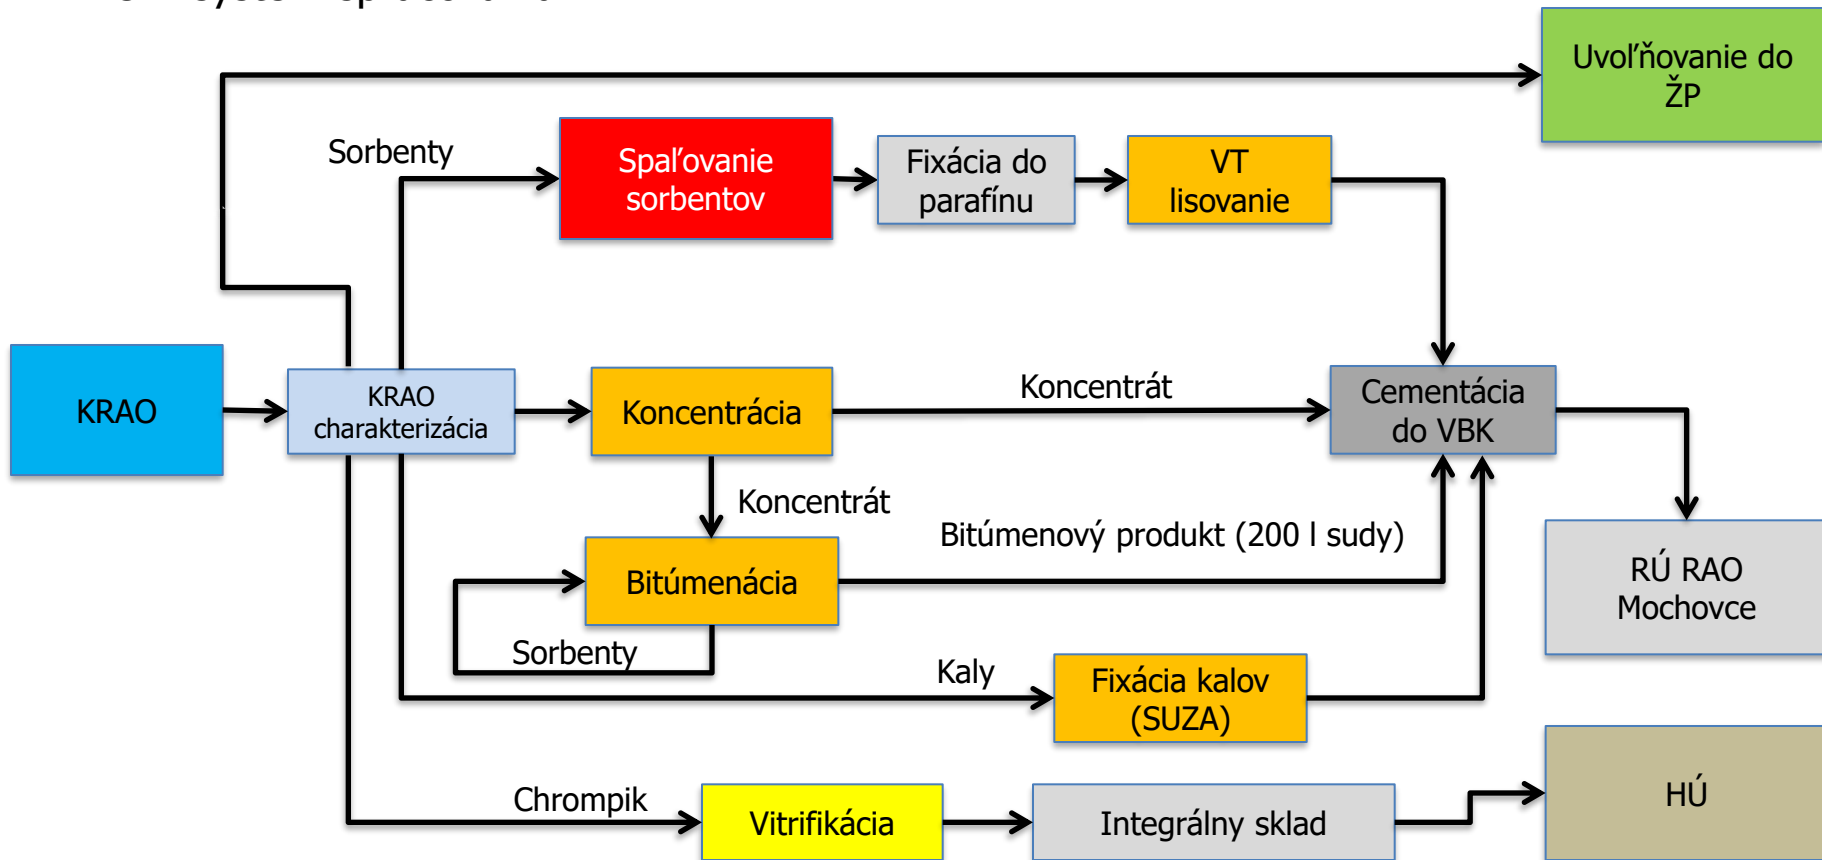 Uvoľňovanie do
ŽP
Sorbenty
Spaľovanie
sorbentov
Fixácia do
parafínu
VT
lisovanie
KRAO
KRAO
charakterizácia
Koncentrácia
Koncentrát
Cementácia
do VBK
Koncentrát
Bitúmenový produkt (200 l sudy)
Bitúmenácia
RÚ RAO
Mochovce
Sorbenty
Kaly
Fixácia kalov
(SUZA)
Chrompik
Vitrifikácia
Integrálny sklad
HÚ